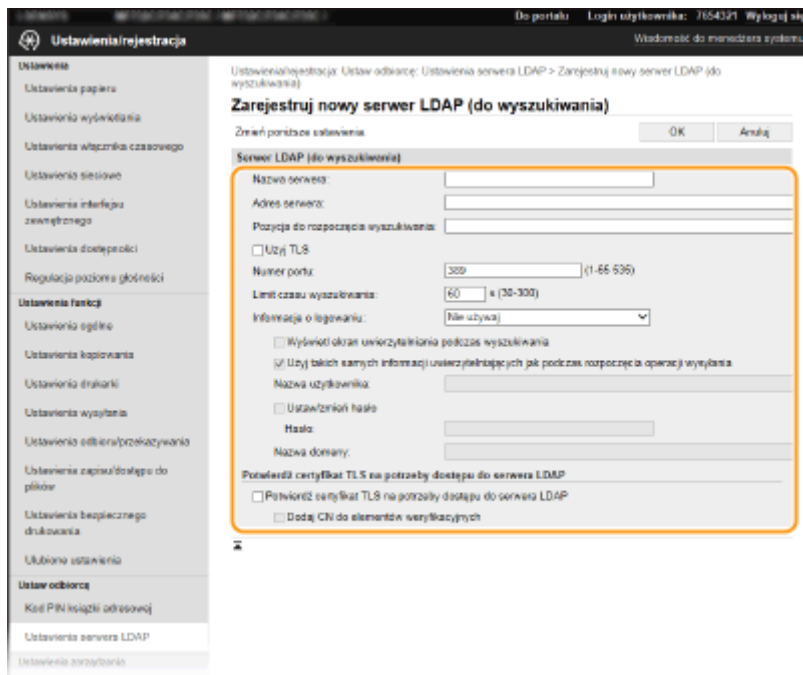 Do portalu Login użytkownika: 7654321 Wyloguj się
Ustawienia/rejestracja
Wiadomość do menedżera systemu
Ustawienia
Ustawienia papieru
Ustawienia wyświetlania
Ustawienia włącznika czasowego
Ustawienia sieciowe
Ustawienia interfejsu
zewnętrznego
Ustawienia dostępności
Regulacja poziomu głośności
Ustawienia funkcji
Ustawienia ogólne
Ustawienia kopiowania
Ustawienia drukarki
Ustawienia wysyłania
Ustawienia odbioru/przekazywania
Ustawienia zapisu/dostępu do
plików
Ustawienia bezpiecznego
drukowania
Ulubione ustawienia
Ustaw odbiorcę
Kod PIN książki adresowej
Ustawienia serwera LDAP
Ustawienia zarządzania
Ustawienia/rejestracja: Ustaw odbiorcę: Ustawienia serwera LDAP > Zarejestruj nowy serwer LDAP (do
wyszukiwania)
Zarejestruj nowy serwer LDAP (do wyszukiwania)
Zmień poniższe ustawienia.
OK Anuluj
Serwer LDAP (do wyszukiwania)
Nazwa serwera:
Adres serwera:
Pozycja do rozpoczęcia wyszukiwania:
Użyj TLS
Numer portu: 389 (1-65 535)
Limit czasu wyszukiwania: 60 s (30-300)
Informacje o logowaniu: Nie używaj
Wyświetl ekran uwierzytelniania podczas wyszukiwania
Użyj takich samych informacji uwierzytelniających jak podczas rozpoczęcia operacji wysyłania
Nazwa użytkownika:
Ustaw/zmień hasło
Hasło:
Nazwa domeny:
Potwierdź certyfikat TLS na potrzeby dostępu do serwera LDAP
Potwierdź certyfikat TLS na potrzeby dostępu do serwera LDAP
Dodaj CN do elementów weryfikacyjnych